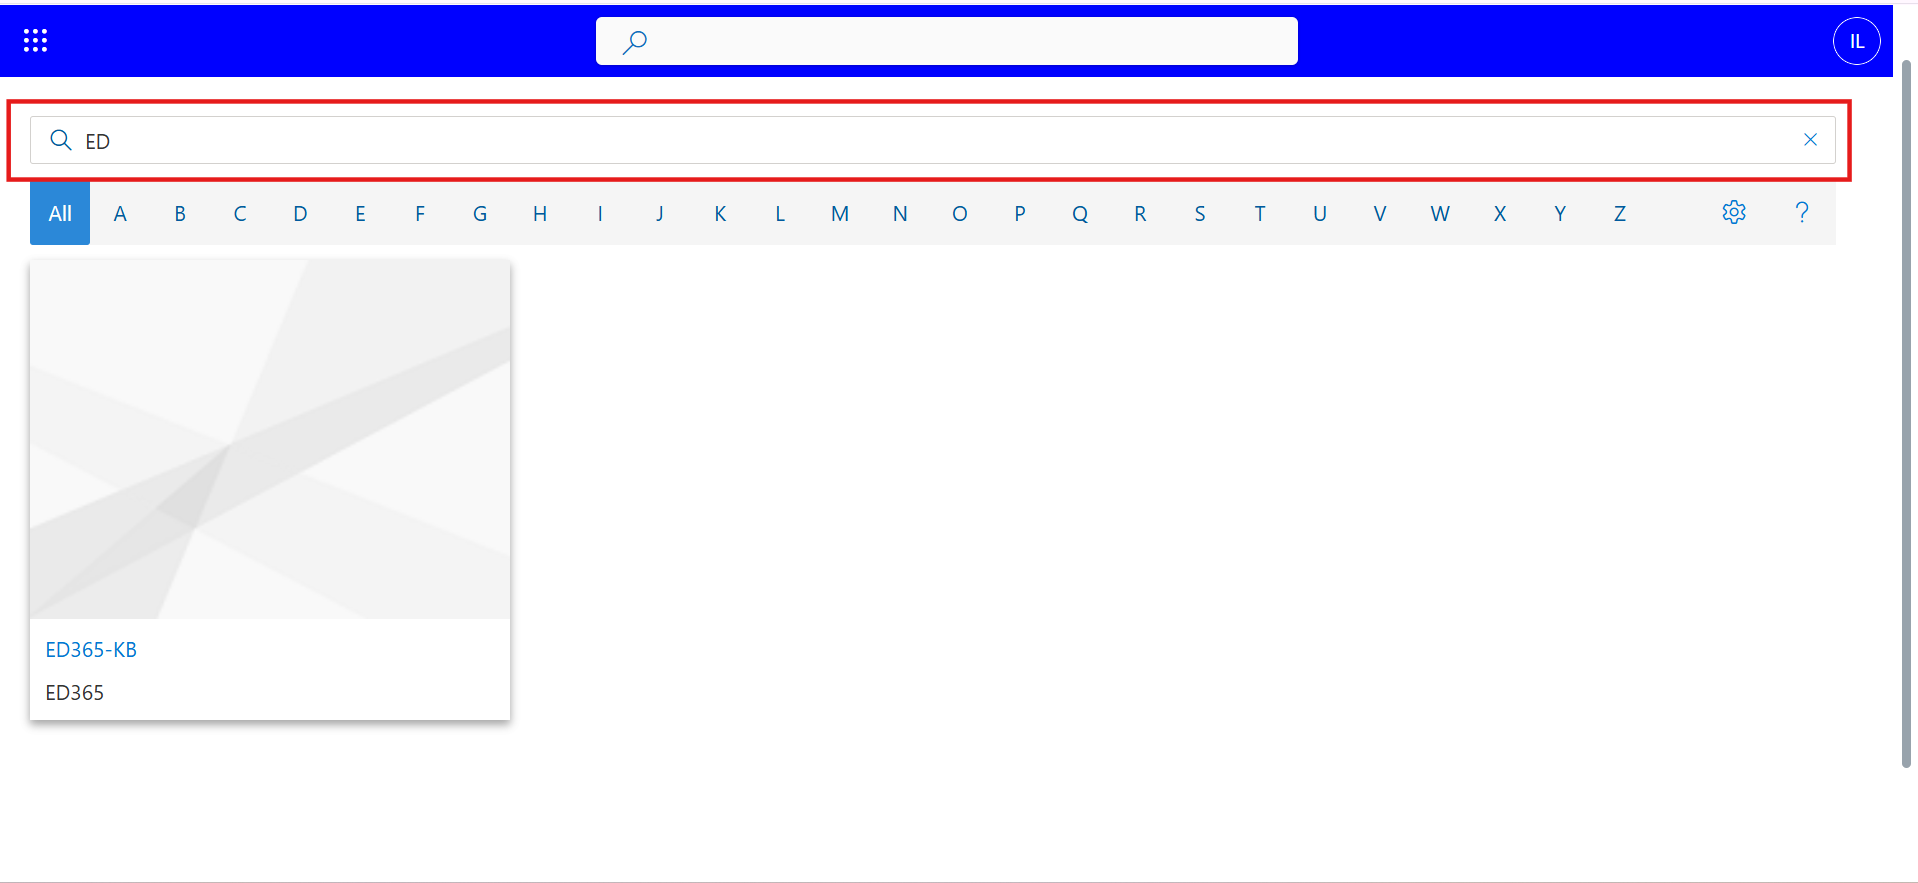 IL
ED
All A B C D E F G H I J K L M N O P Q R S T U V W X Y Z ?
ED365-KB
ED365